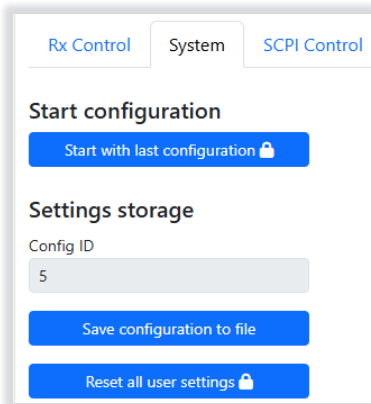 Rx Control System SCPI Control
Start configuration
Start with last configuration
Settings storage
Config ID
5
Save configuration to file
Reset all user settings